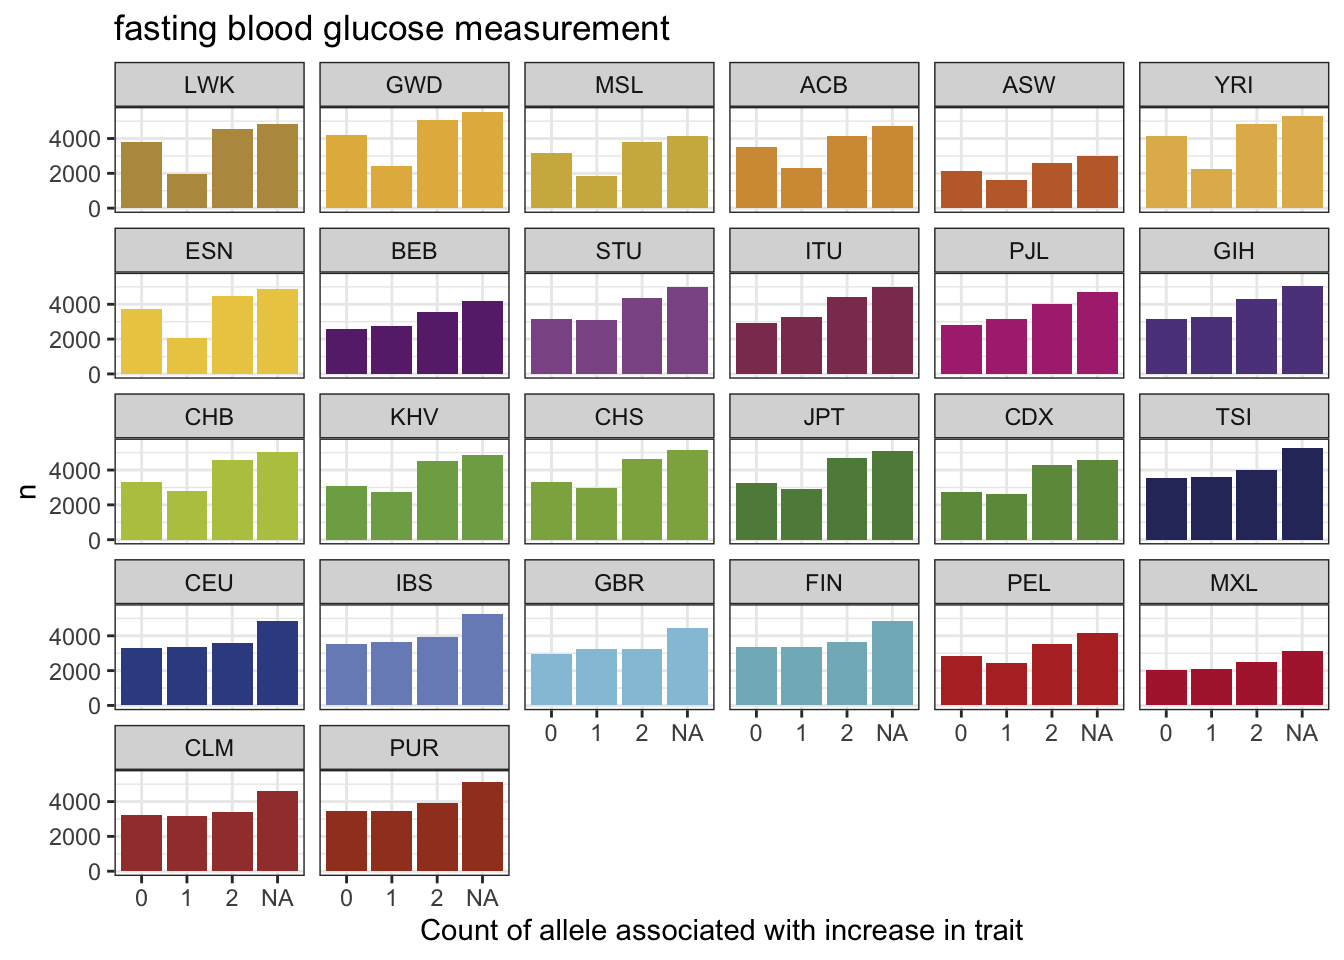 fasting blood glucose measurement
LWK GWD MSL ACB ASW YRI
4000
2000
0
ESN BEB STU ITU PJL GIH
4000
2000
0
CHB KHV CHS JPT CDX TSI
4000
2000
0
n
CEU IBS GBR FIN PEL MXL
4000
2000
0
0 1 2 NA 0 1 2 NA 0 1 2 NA 0 1 2 NA
CLM PUR
4000
2000
0
0 1 2 NA 0 1 2 NA
Count of allele associated with increase in trait